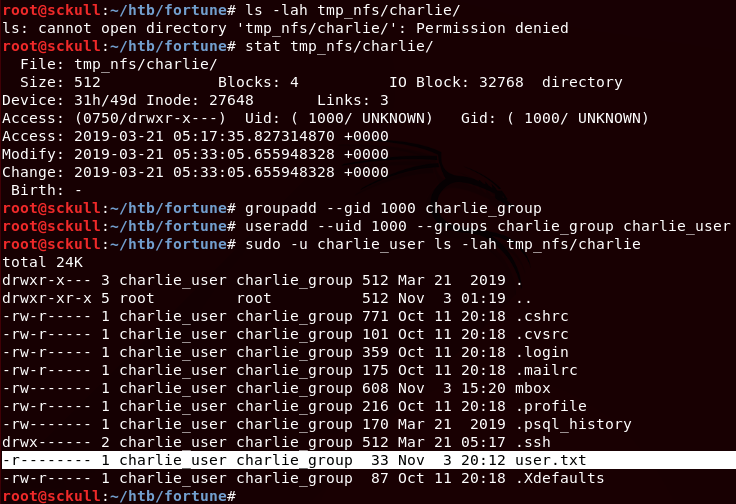 root@sckull:~/htb/fortune# ls -lah tmp_nfs/charlie/
ls: cannot open directory 'tmp_nfs/charlie/': Permission denied
root@sckull:~/htb/fortune# stat tmp_nfs/charlie/
  File: tmp_nfs/charlie/
  Size: 512             Blocks: 4          IO Block: 32768  directory
Device: 31h/49d Inode: 27648       Links: 3
Access: (0750/drwxr-x---)  Uid: ( 1000/ UNKNOWN)   Gid: ( 1000/ UNKNOWN)
Access: 2019-03-21 05:17:35.827314870 +0000
Modify: 2019-03-21 05:33:05.655948328 +0000
Change: 2019-03-21 05:33:05.655948328 +0000
 Birth: -
root@sckull:~/htb/fortune# groupadd --gid 1000 charlie_group
root@sckull:~/htb/fortune# useradd --uid 1000 --groups charlie_group charlie_user
root@sckull:~/htb/fortune# sudo -u charlie_user ls -lah tmp_nfs/charlie
total 24K
drwxr-x--- 3 charlie_user charlie_group 512 Mar 21  2019 .
drwxr-xr-x 5 root         root          512 Nov  3 01:19 ..
-rw-r----- 1 charlie_user charlie_group 771 Oct 11 20:18 .cshrc
-rw-r----- 1 charlie_user charlie_group 101 Oct 11 20:18 .cvsrc
-rw-r----- 1 charlie_user charlie_group 359 Oct 11 20:18 .login
-rw-r----- 1 charlie_user charlie_group 175 Oct 11 20:18 .mailrc
-rw------- 1 charlie_user charlie_group 608 Nov  3 15:20 mbox
-rw-r----- 1 charlie_user charlie_group 216 Oct 11 20:18 .profile
-rw------- 1 charlie_user charlie_group 170 Mar 21  2019 .psql_history
drwx------ 2 charlie_user charlie_group 512 Mar 21 05:17 .ssh
-r-------- 1 charlie_user charlie_group  33 Nov  3 20:12 user.txt
-rw-r----- 1 charlie_user charlie_group  87 Oct 11 20:18 .Xdefaults
root@sckull:~/htb/fortune#